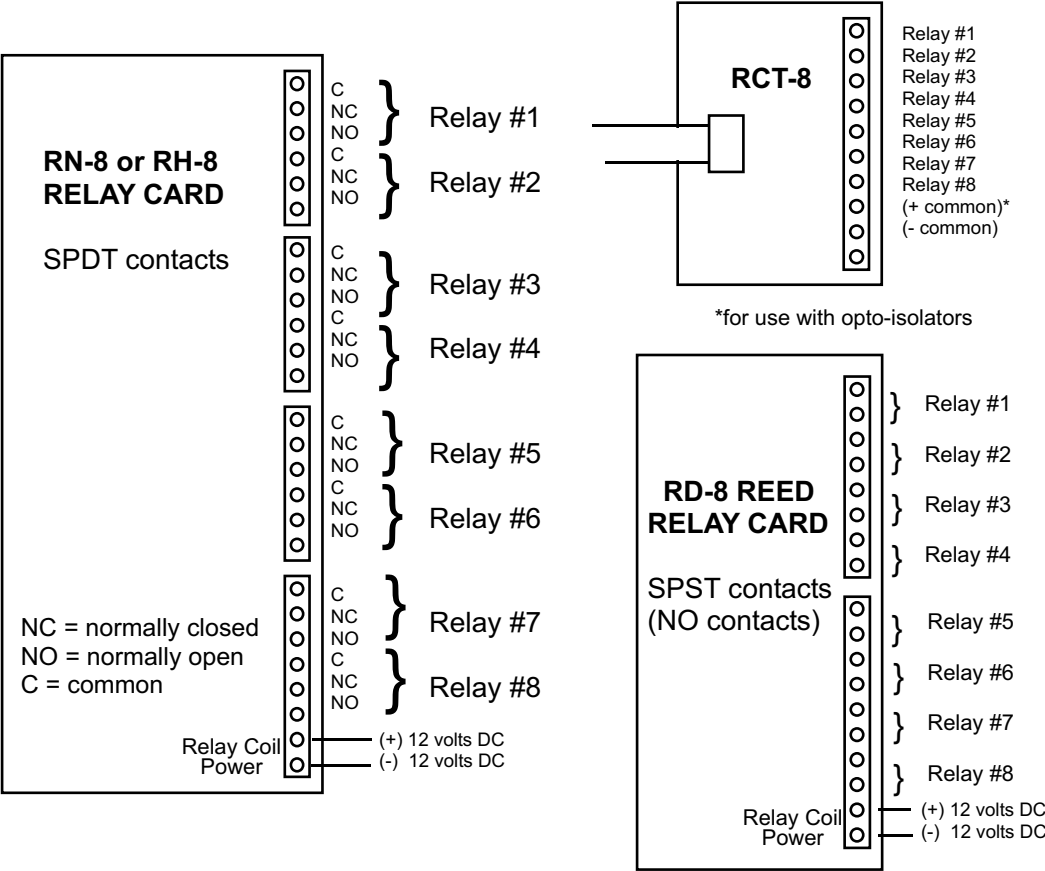 RN-8 or RH-8
RELAY CARD
SPDT contacts
C
NC
NO
Relay #1
C
NC
NO
Relay #2
C
NC
NO
Relay #3
C
NC
NO
Relay #4
C
NC
NO
Relay #5
C
NC
NO
Relay #6
C
NC
NO
Relay #7
C
NC
NO
Relay #8
NC = normally closed
NO = normally open
C = common
Relay Coil
Power
(+) 12 volts DC
(-) 12 volts DC
RCT-8
Relay #1
Relay #2
Relay #3
Relay #4
Relay #5
Relay #6
Relay #7
Relay #8
(+ common)*
(- common)
*for use with opto-isolators
RD-8 REED
RELAY CARD
SPST contacts
(NO contacts)
Relay #1
Relay #2
Relay #3
Relay #4
Relay #5
Relay #6
Relay #7
Relay #8
Relay Coil
Power
(+) 12 volts DC
(-) 12 volts DC